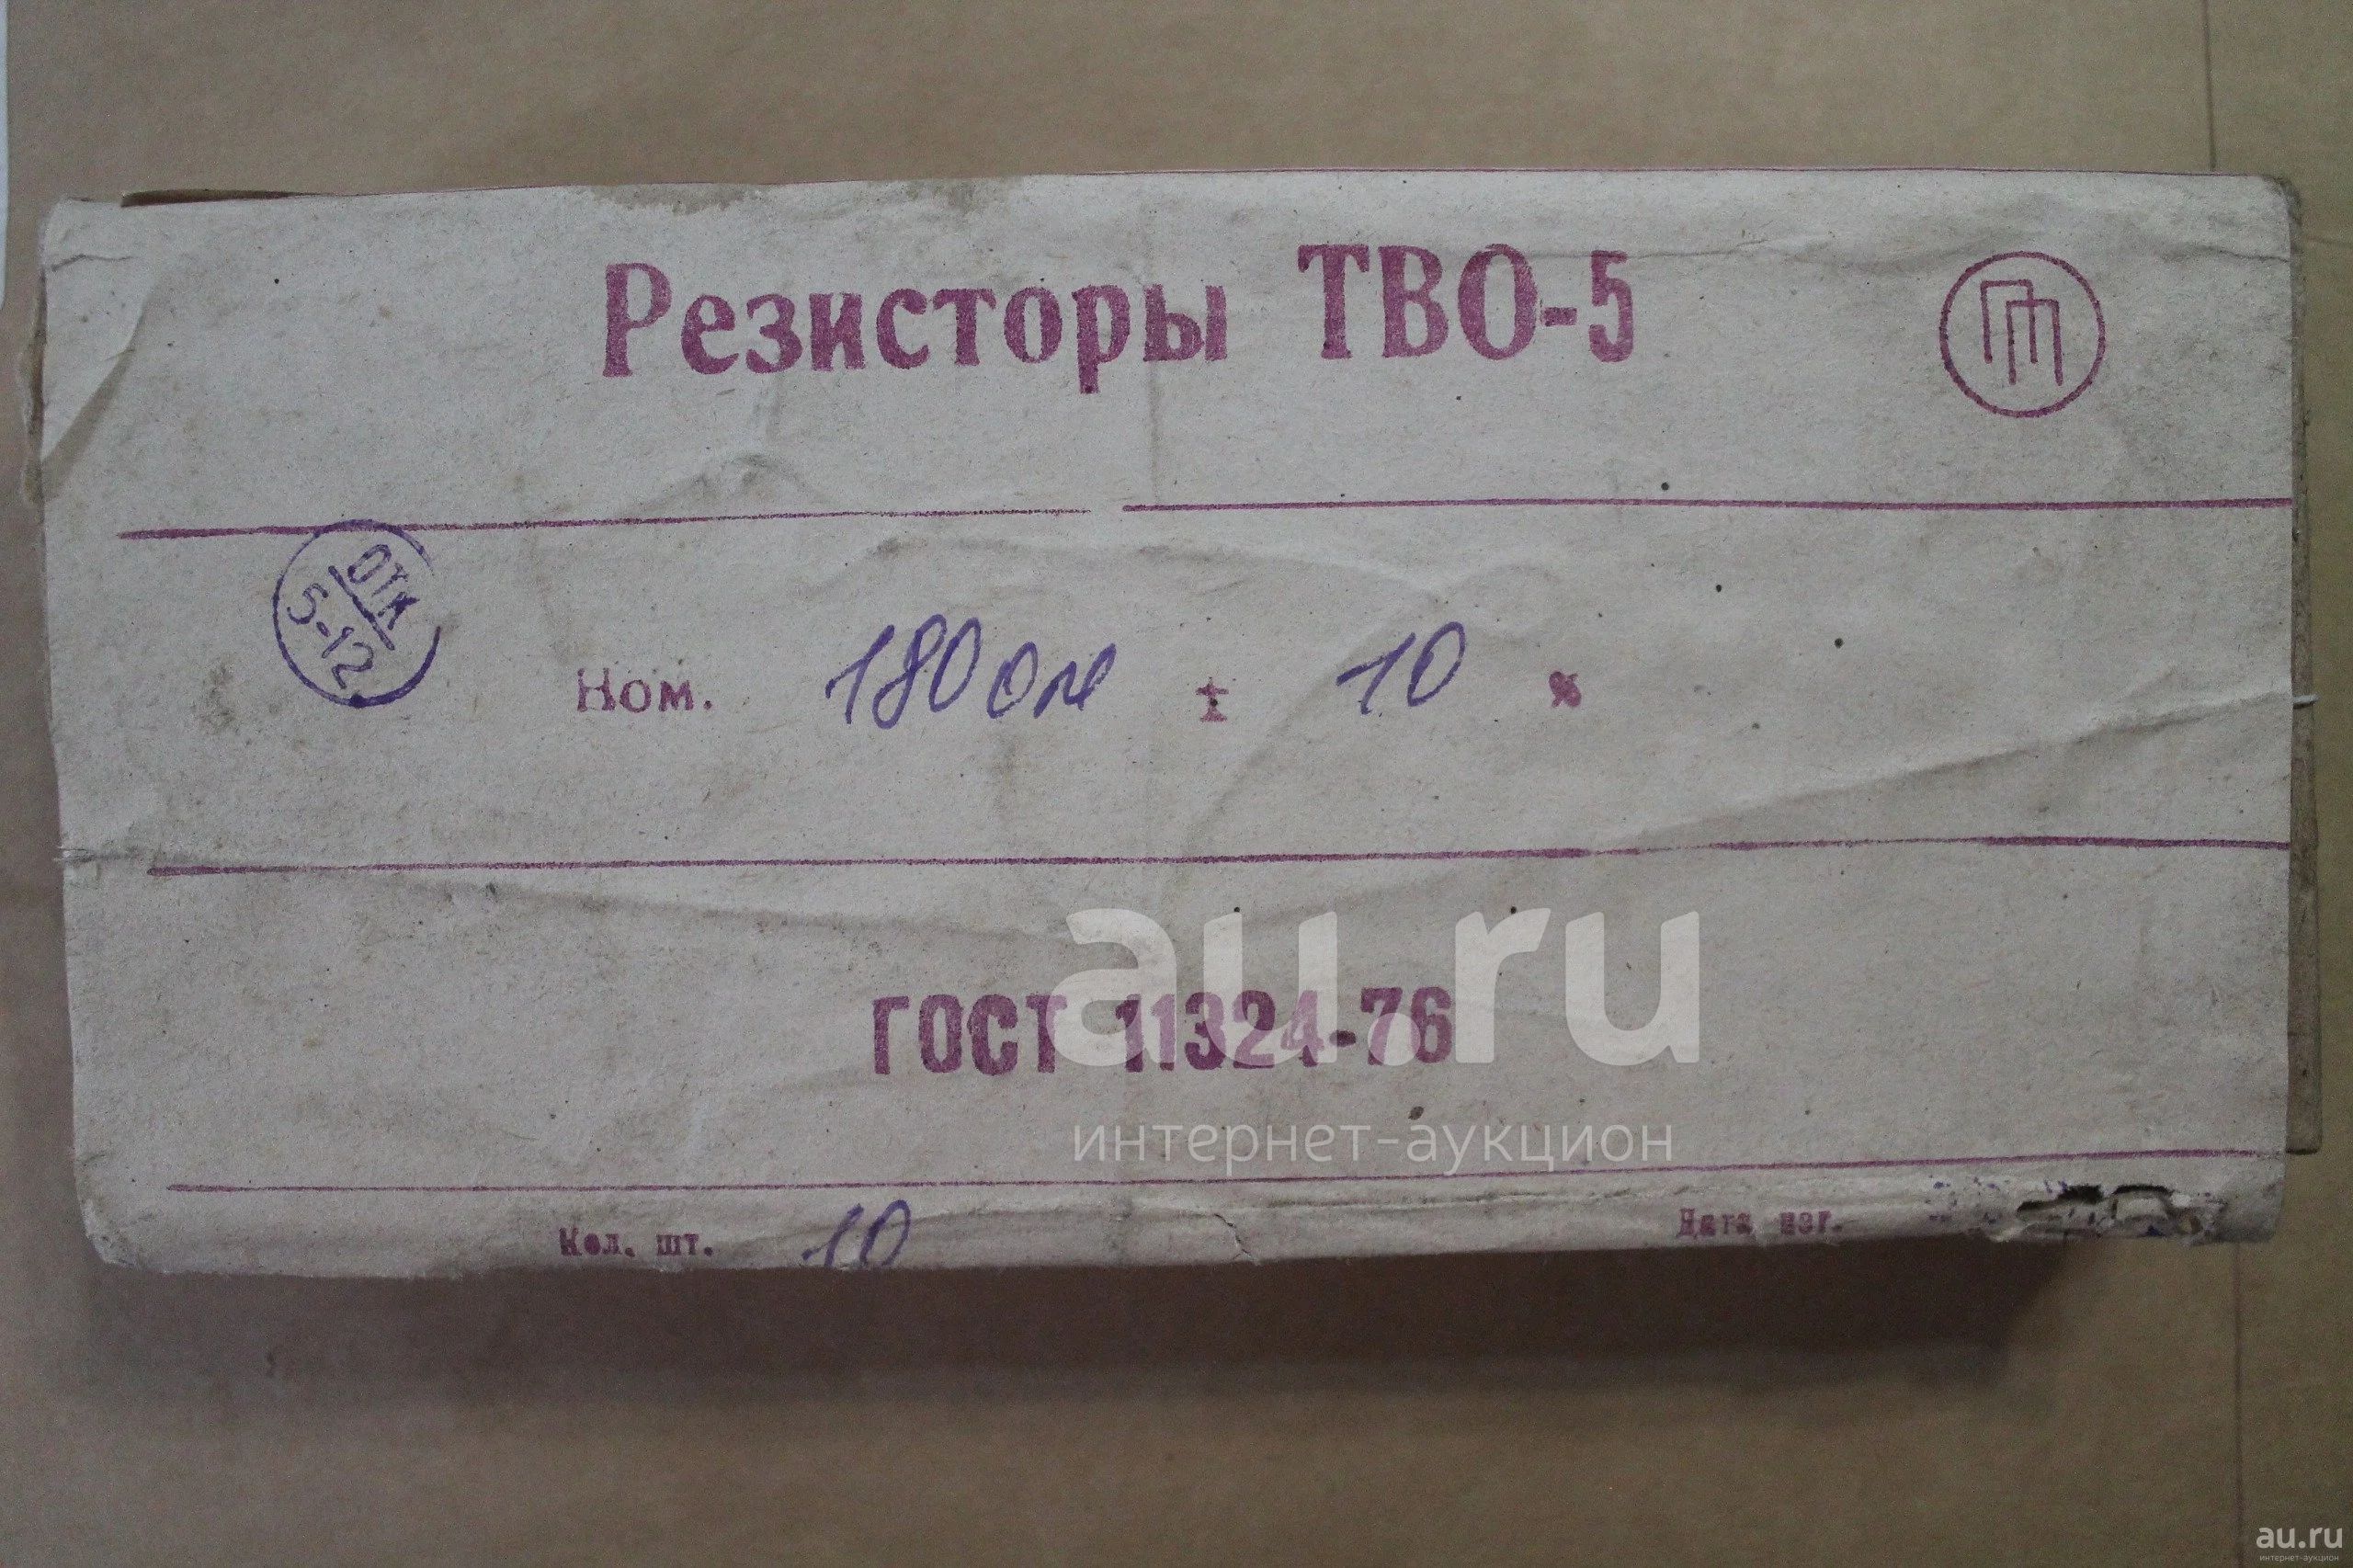 Резисторы ТВО-5
ОТК
5-12
Ном. 180 ом ± 10 %
ГОСТ 11324-76
au.ru
интернет-аукцион
Кол. шт. 10
Дата изг.
au.ru
интернет-аукцион